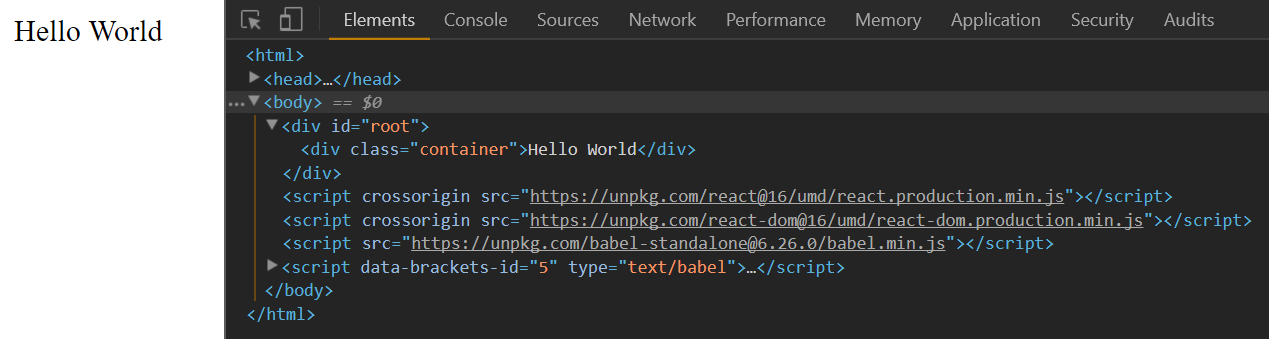 Hello World
Elements Console Sources Network Performance Memory Application Security Audits
<html>
<head>…</head>
…<body> == $0
<div id="root">
<div class="container">Hello World</div>
</div>
<script crossorigin src="https://unpkg.com/react@16/umd/react.production.min.js"></script>
<script crossorigin src="https://unpkg.com/react-dom@16/umd/react-dom.production.min.js"></script>
<script src="https://unpkg.com/babel-standalone@6.26.0/babel.min.js"></script>
<script data-brackets-id="5" type="text/babel">…</script>
</body>
</html>